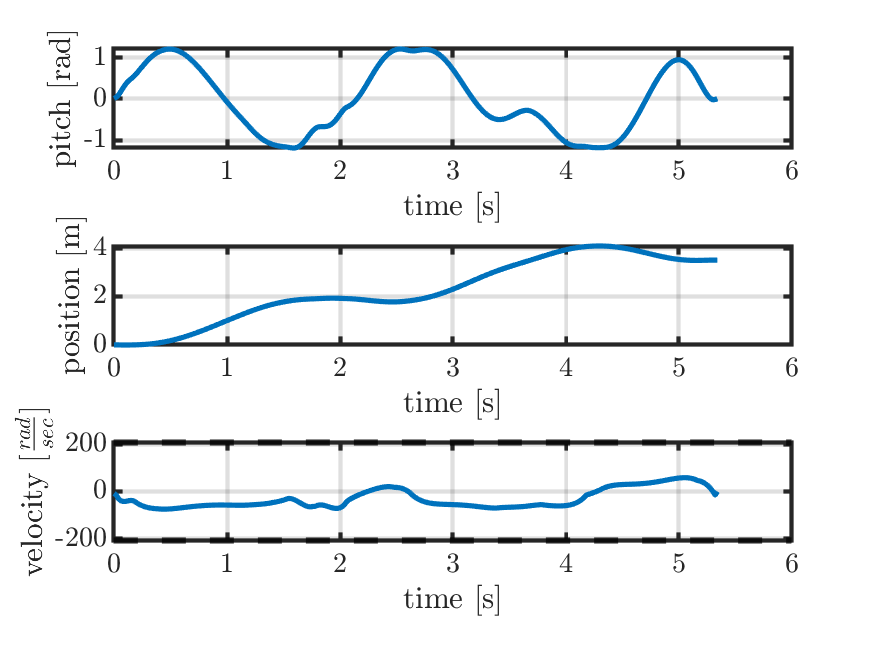 pitch [rad]
1
0
-1
0 1 2 3 4 5 6
time [s]
position [m]
4
2
0
0 1 2 3 4 5 6
time [s]
velocity [rad/sec]
200
0
-200
0 1 2 3 4 5 6
time [s]